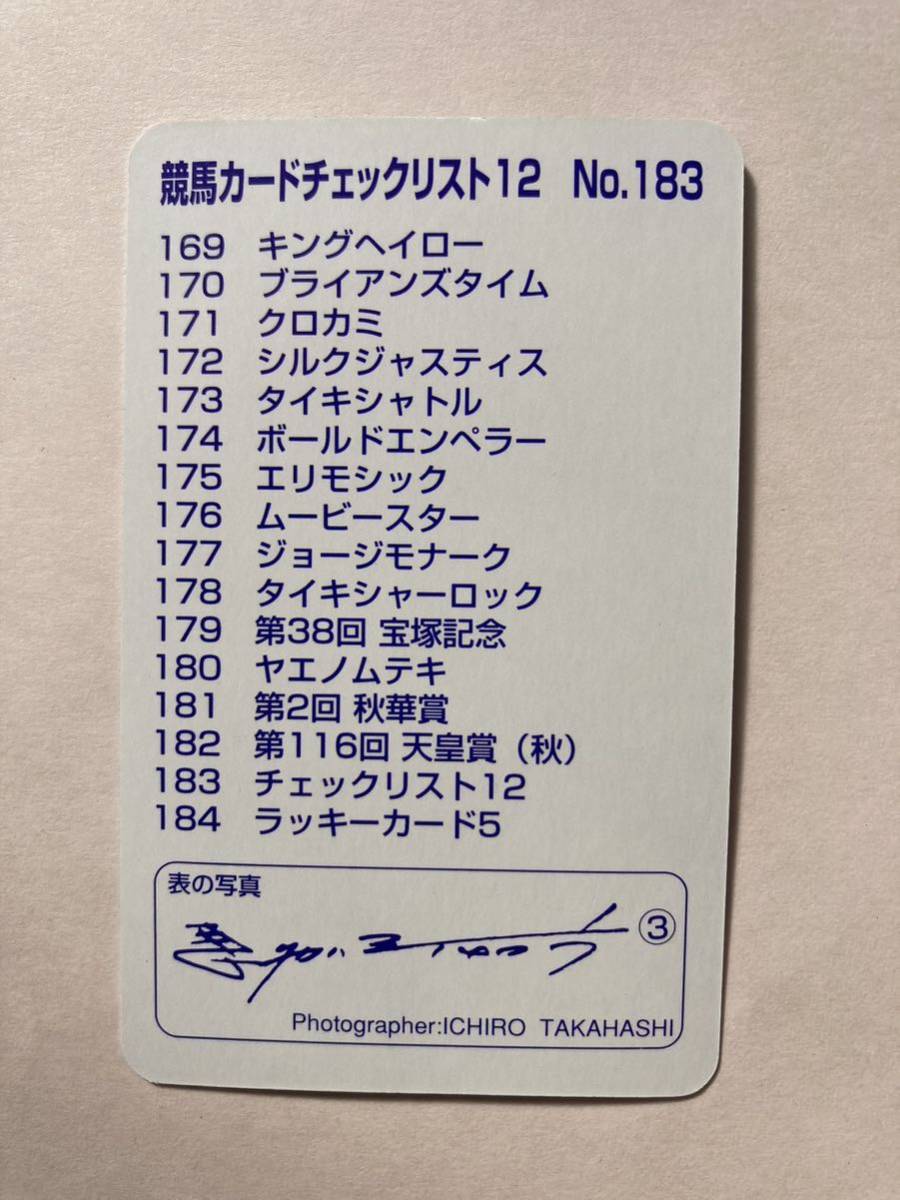 競馬カードチェックリスト12 No.183
169 キングヘイロー
170 ブライアンズタイム
171 クロカミ
172 シルクジャスティス
173 タイキシャトル
174 ボールドエンペラー
175 エリモシック
176 ムービースター
177 ジョージモナーク
178 タイキシャーロック
179 第38回 宝塚記念
180 ヤエノムテキ
181 第2回 秋華賞
182 第116回 天皇賞（秋）
183 チェックリスト12
184 ラッキーカード5
表の写真
③
Photographer:ICHIRO TAKAHASHI